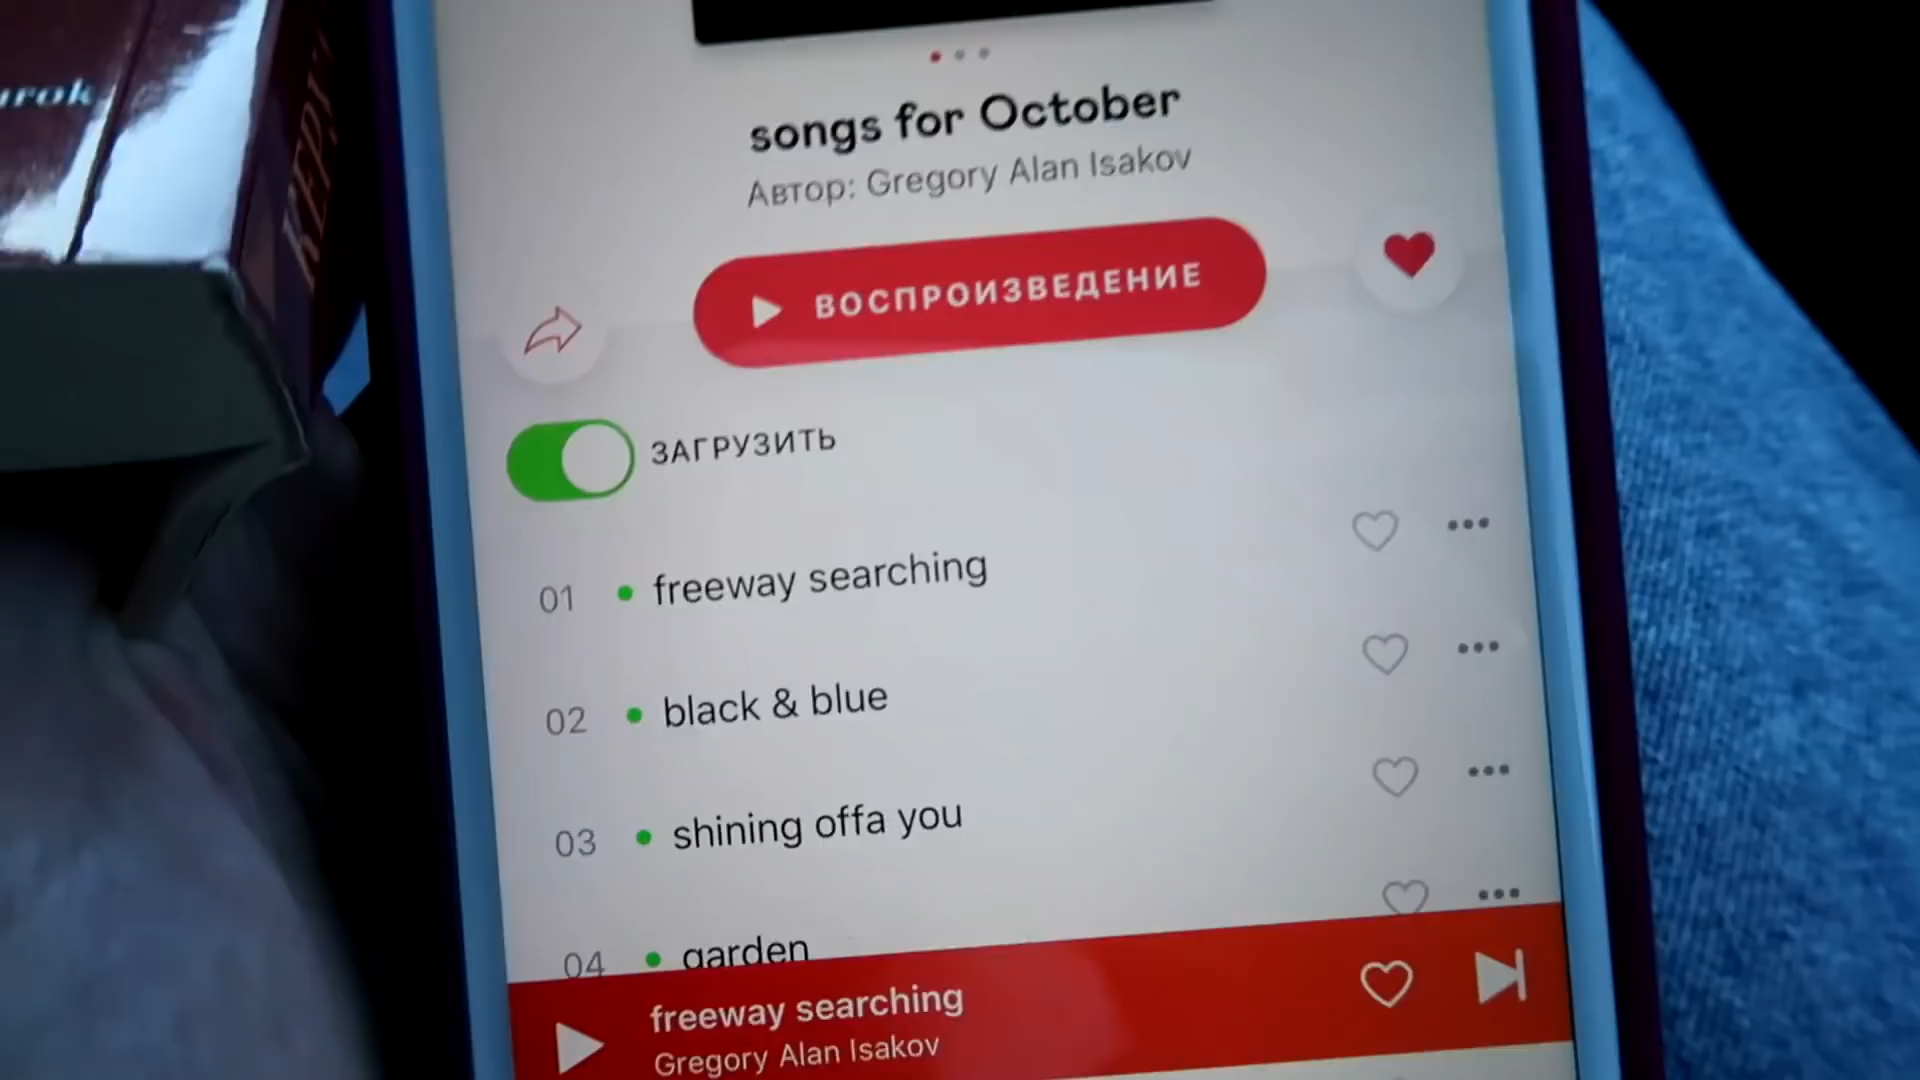 songs for October
Автор: Gregory Alan Isakov
ВОСПРОИЗВЕДЕНИЕ
ЗАГРУЗИТЬ
01 freeway searching
02 black & blue
03 shining offa you
04 garden
freeway searching
Gregory Alan Isakov